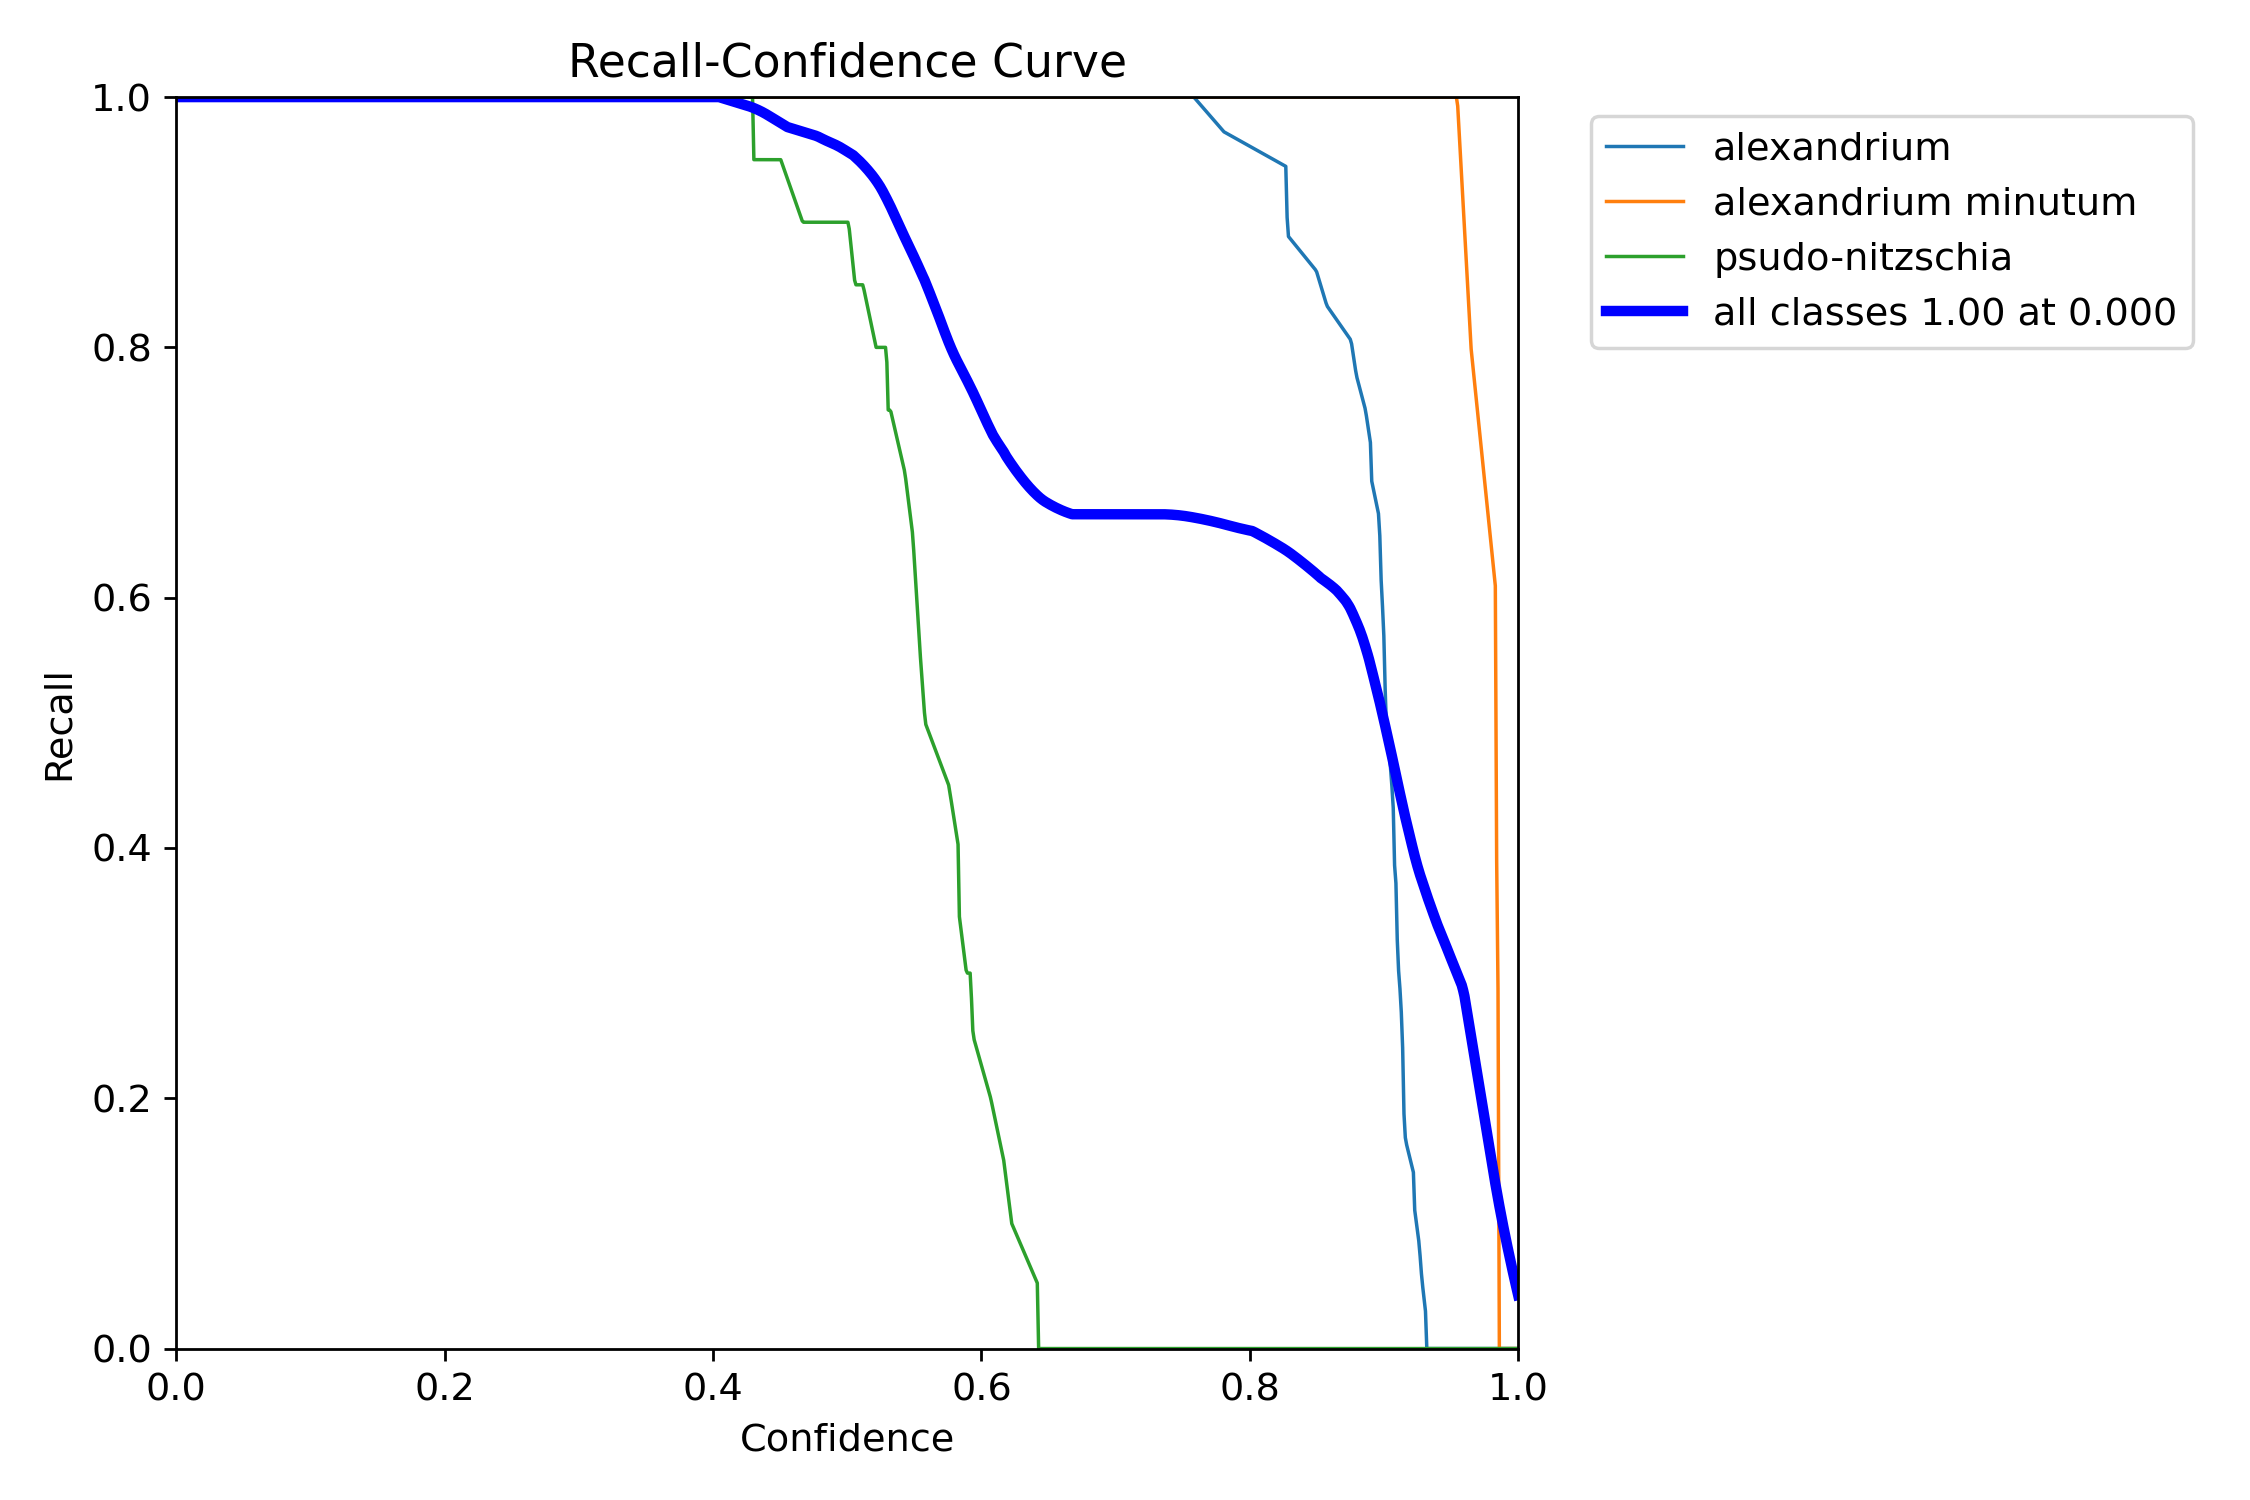 Recall-Confidence Curve
1.0
0.8
0.6
0.4
0.2
0.0
Recall
0.0 0.2 0.4 0.6 0.8 1.0
Confidence
alexandrium
alexandrium minutum
psudo-nitzschia
all classes 1.00 at 0.000